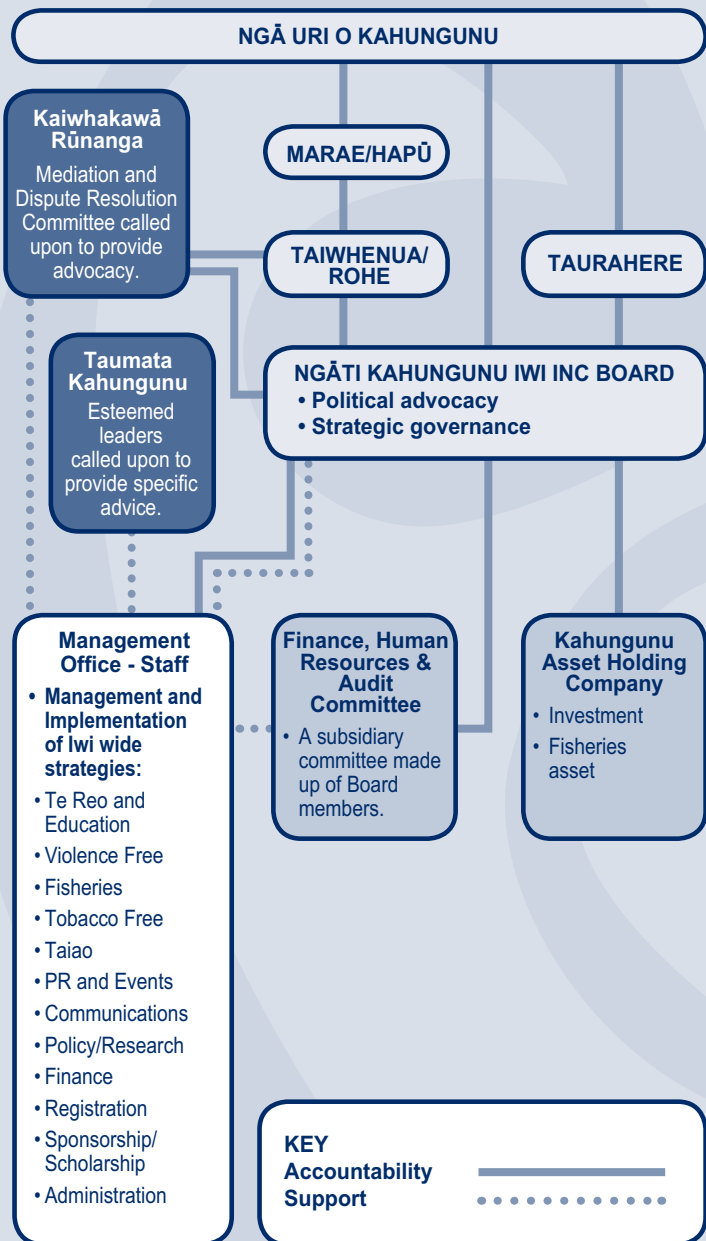 NGĀ URI O KAHUNGUNU
Kaiwhakawā
Rūnanga
Mediation and
Dispute Resolution
Committee called
upon to provide
advocacy.
MARAE/HAPŪ
TAIWHENUA/
ROHE
TAURAHERE
Taumata
Kahungunu
Esteemed
leaders
called upon to
provide specific
advice.
NGĀTI KAHUNGUNU IWI INC BOARD
• Political advocacy
• Strategic governance
Management
Office - Staff
• Management and
Implementation
of Iwi wide
strategies:
• Te Reo and
Education
• Violence Free
• Fisheries
• Tobacco Free
• Taiao
• PR and Events
• Communications
• Policy/Research
• Finance
• Registration
• Sponsorship/
Scholarship
• Administration
Finance, Human
Resources &
Audit
Committee
• A subsidiary
committee made
up of Board
members.
Kahungunu
Asset Holding
Company
• Investment
• Fisheries
asset
KEY
Accountability
Support